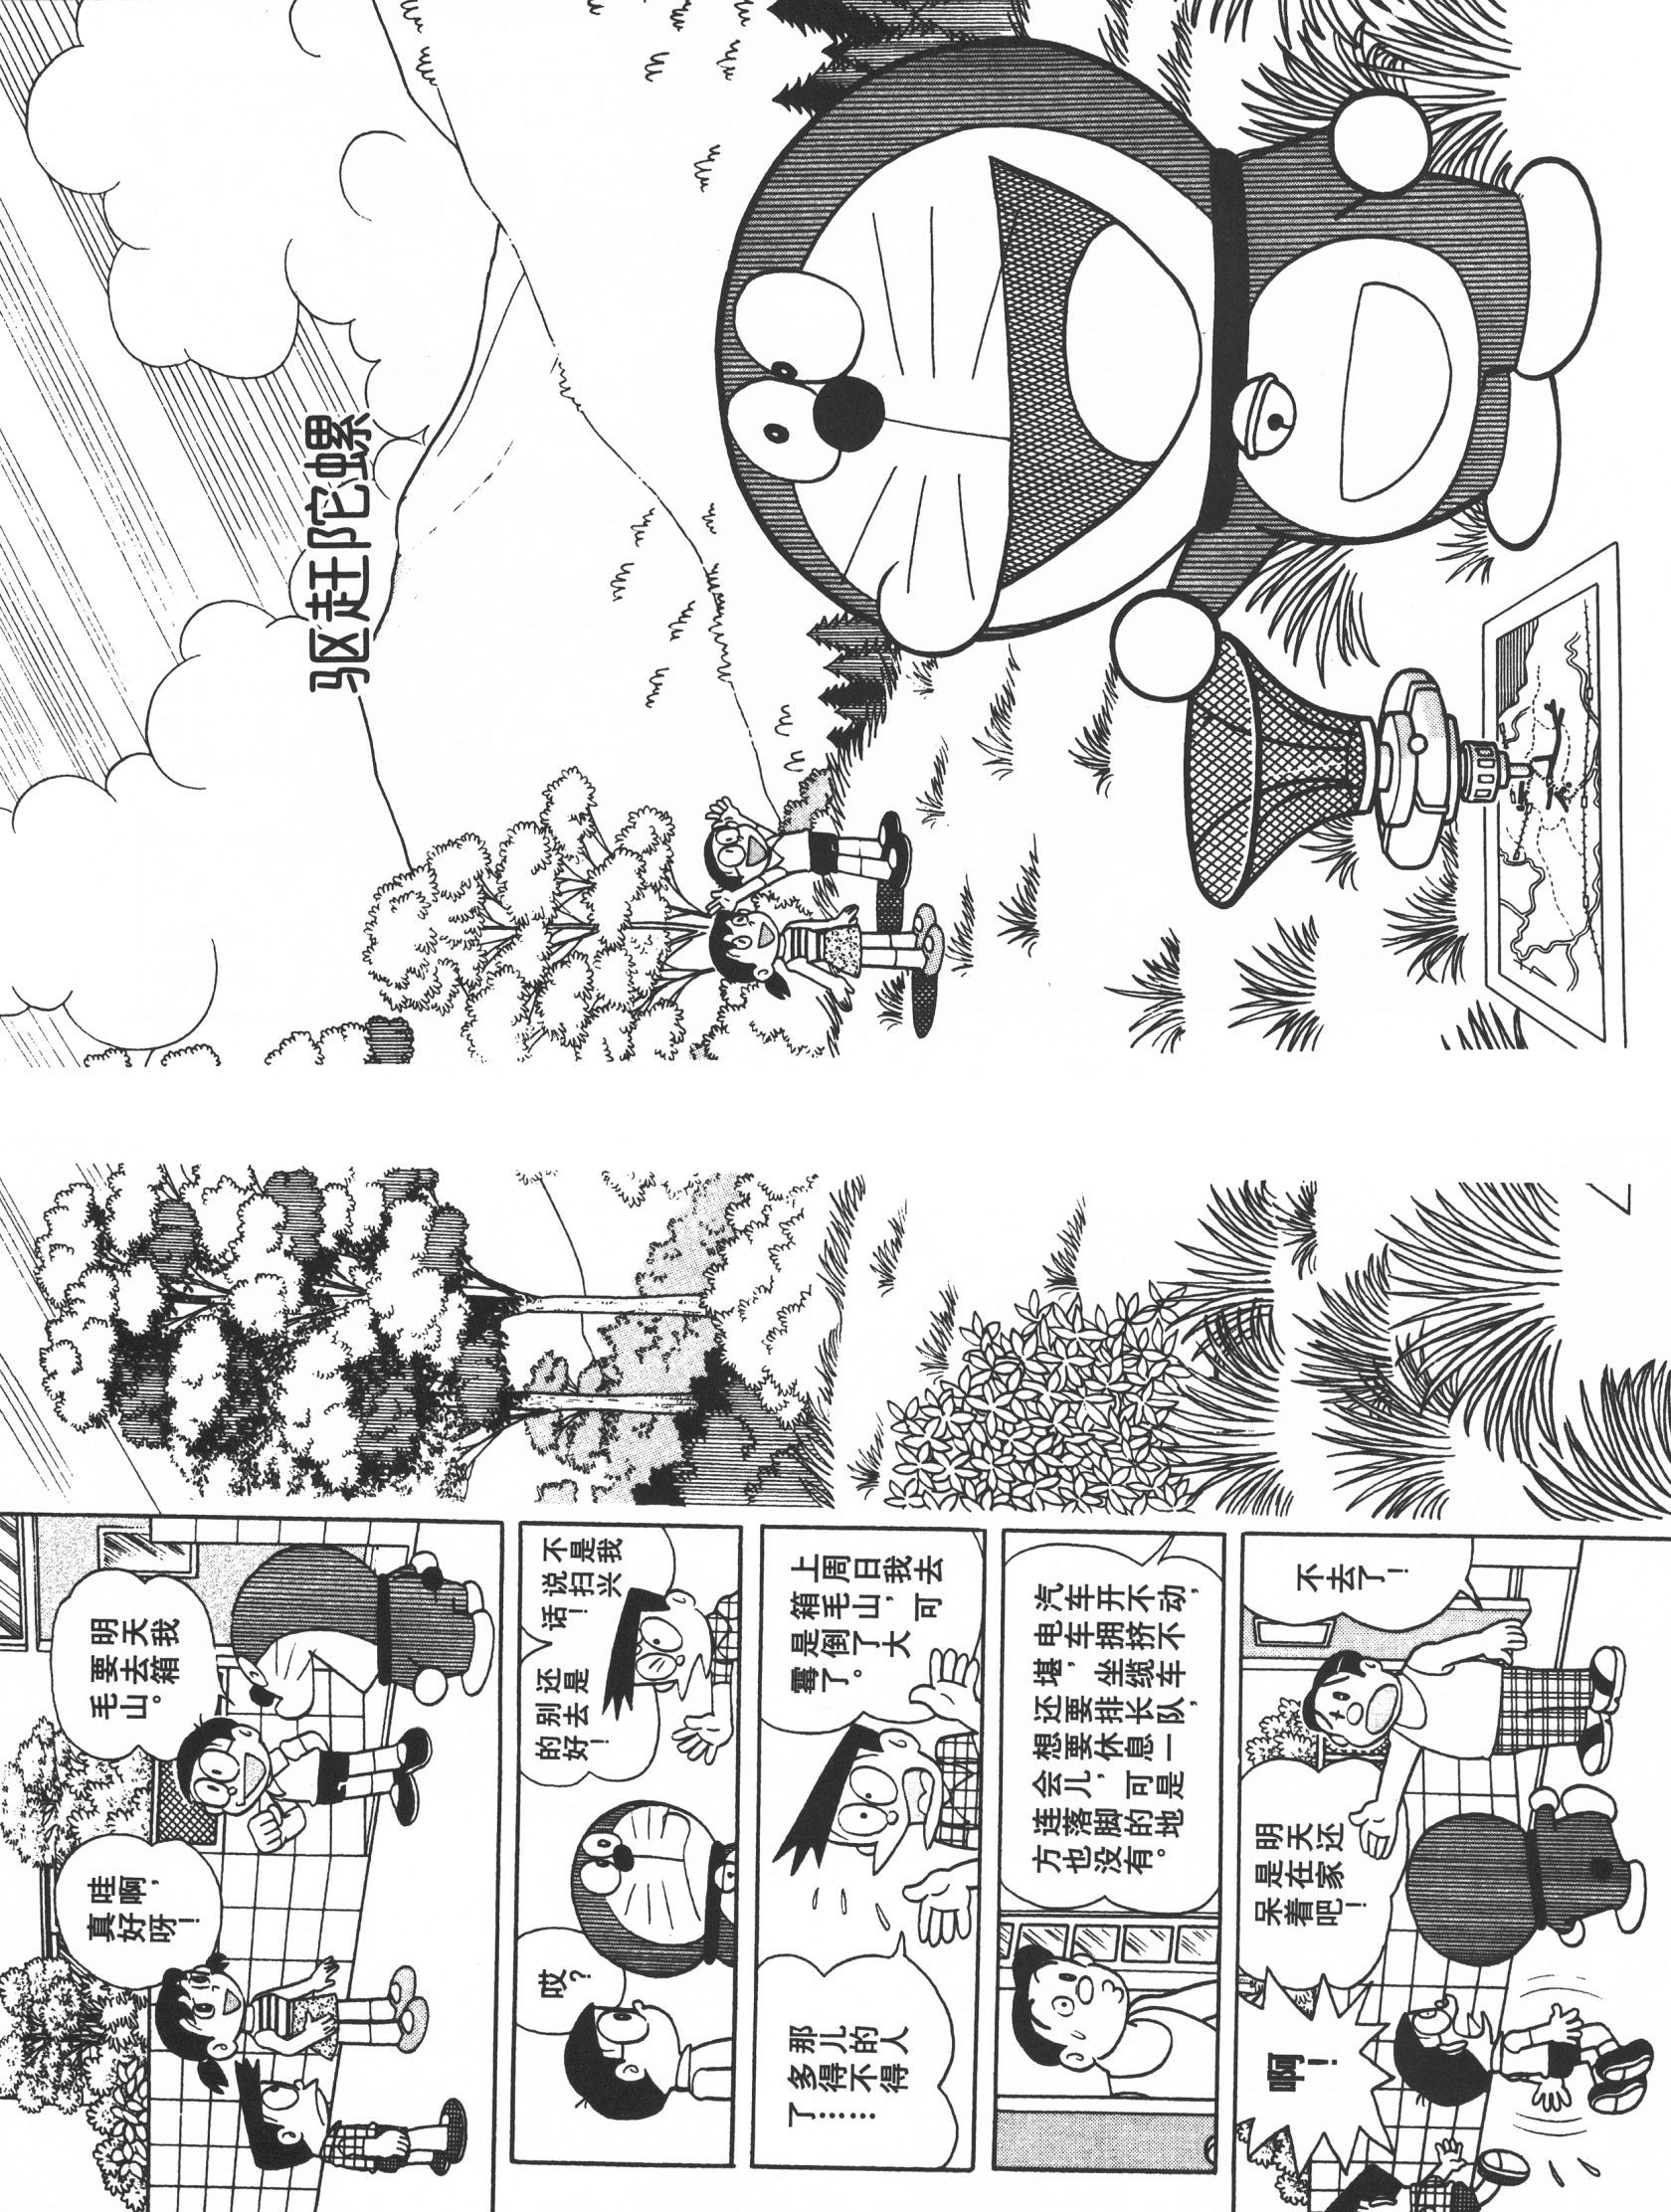 驱赶陀螺
明天我
要去箱
毛山。
哇啊，
真好呀！
不是我
说扫兴
话！
还是
别去
的好！
哎？
上周日我去
箱毛山，可
是倒了大
霉了。
那儿的人
多得不得
了……
汽车开不动，
电车拥挤不
堪，坐缆车
还要排长队，
想要休息一
会儿，可是
连落脚的地
方也没有。
不去了！
明天还
是在家
呆着吧！
啊！